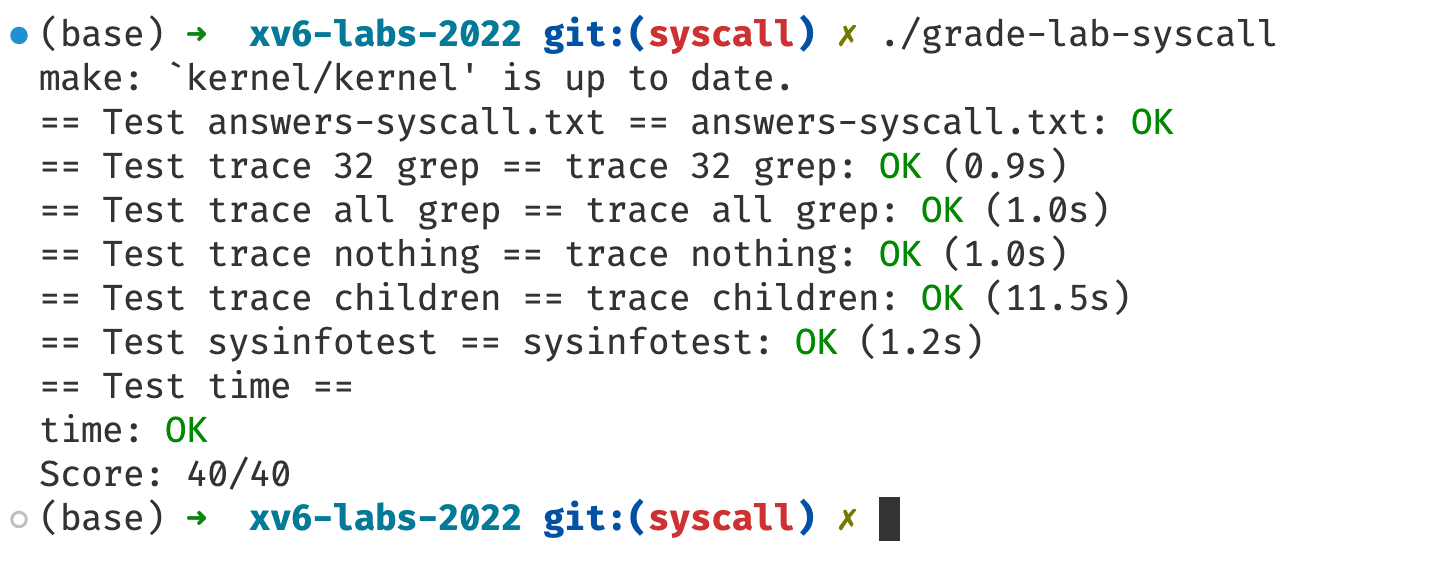 (base) ➜  xv6-labs-2022 git:(syscall) ✗ ./grade-lab-syscall
make: `kernel/kernel' is up to date.
== Test answers-syscall.txt == answers-syscall.txt: OK
== Test trace 32 grep == trace 32 grep: OK (0.9s)
== Test trace all grep == trace all grep: OK (1.0s)
== Test trace nothing == trace nothing: OK (1.0s)
== Test trace children == trace children: OK (11.5s)
== Test sysinfotest == sysinfotest: OK (1.2s)
== Test time ==
time: OK
Score: 40/40
(base) ➜  xv6-labs-2022 git:(syscall) ✗